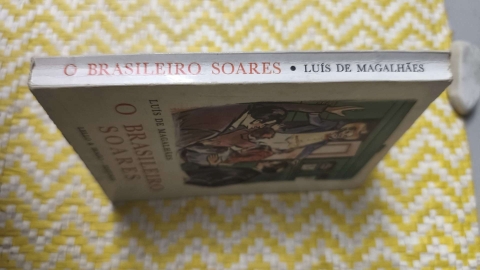 O BRASILEIRO SOARES • LUÍS DE MAGALHÃES
LUÍS DE MAGALHÃES
O BRASILEIRO
SOARES